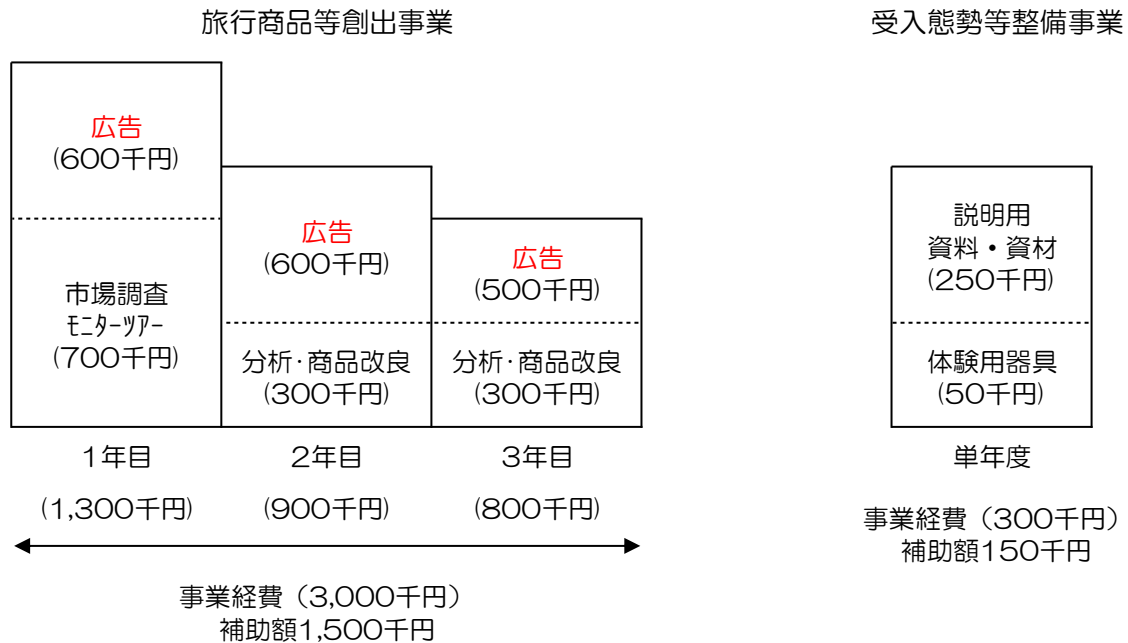 旅行商品等創出事業
広告
(600千円)
市場調査
ﾓﾆﾀｰﾂｱｰ
(700千円)
広告
(600千円)
分析・商品改良
(300千円)
広告
(500千円)
分析・商品改良
(300千円)
1年目
2年目
3年目
(1,300千円)
(900千円)
(800千円)
事業経費（3,000千円）
補助額1,500千円
受入態勢等整備事業
説明用
資料・資材
(250千円)
体験用器具
(50千円)
単年度
事業経費（300千円）
補助額150千円